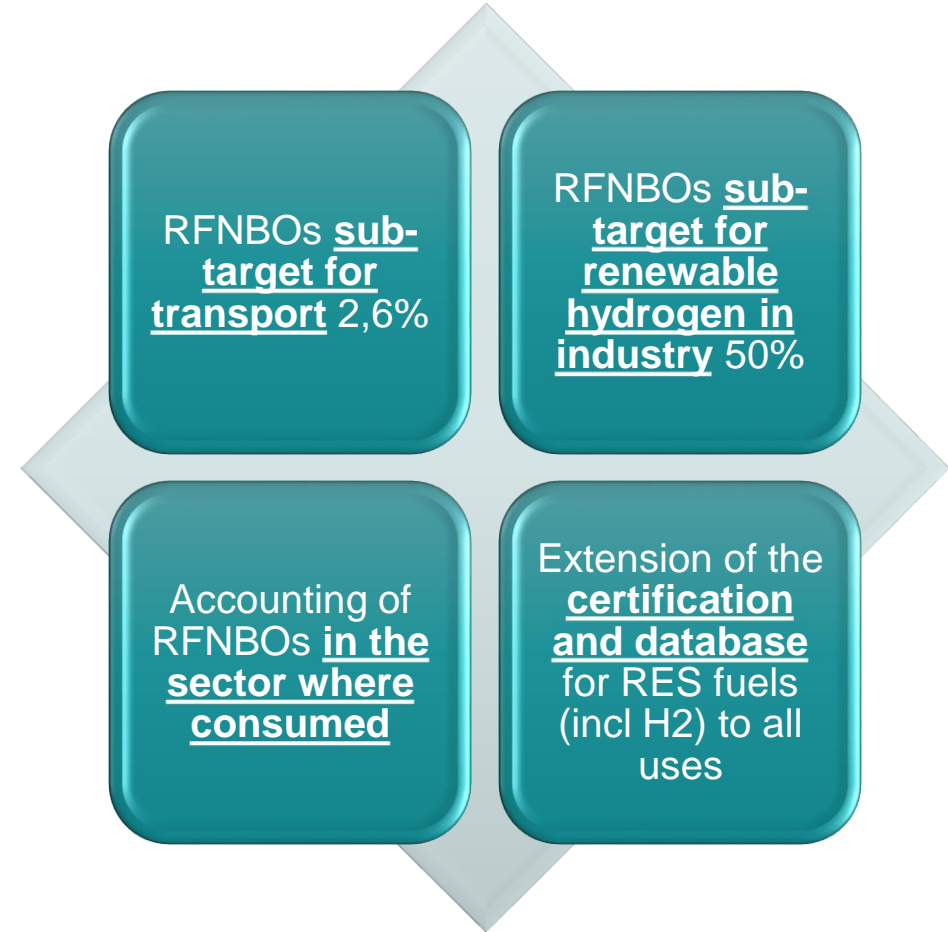 RFNBOs sub-
target for
transport 2,6%
RFNBOs sub-
target for
renewable
hydrogen in
industry 50%
Accounting of
RFNBOs in the
sector where
consumed
Extension of the
certification
and database
for RES fuels
(incl H2) to all
uses